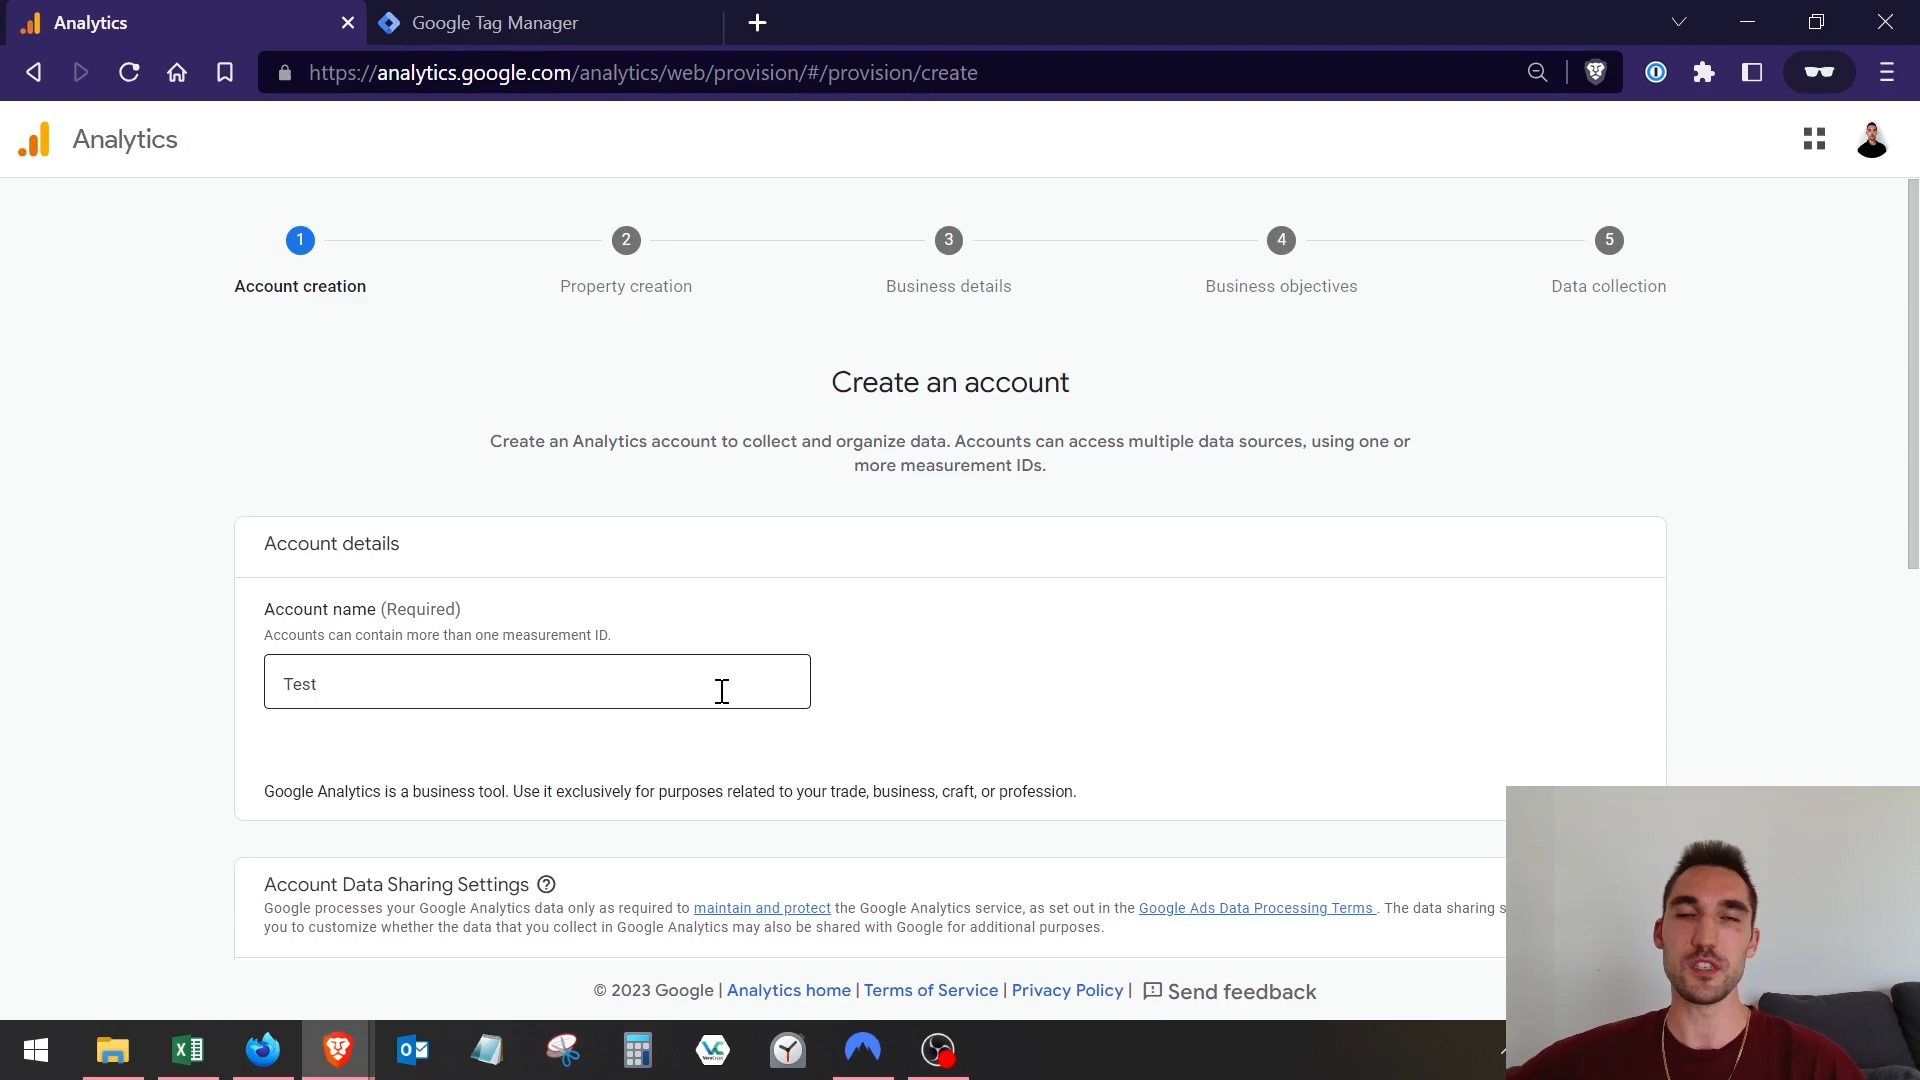 Analytics
Google Tag Manager
https://analytics.google.com/analytics/web/provision/#/provision/create
Analytics
1
2
3
4
5
Account creation
Property creation
Business details
Business objectives
Data collection
Create an account
Create an Analytics account to collect and organize data. Accounts can access multiple data sources, using one or
more measurement IDs.
Account details
Account name (Required)
Accounts can contain more than one measurement ID.
Test
Google Analytics is a business tool. Use it exclusively for purposes related to your trade, business, craft, or profession.
Account Data Sharing Settings
Google processes your Google Analytics data only as required to maintain and protect the Google Analytics service, as set out in the Google Ads Data Processing Terms . The data sharing s
you to customize whether the data that you collect in Google Analytics may also be shared with Google for additional purposes.
© 2023 Google | Analytics home | Terms of Service | Privacy Policy | Send feedback